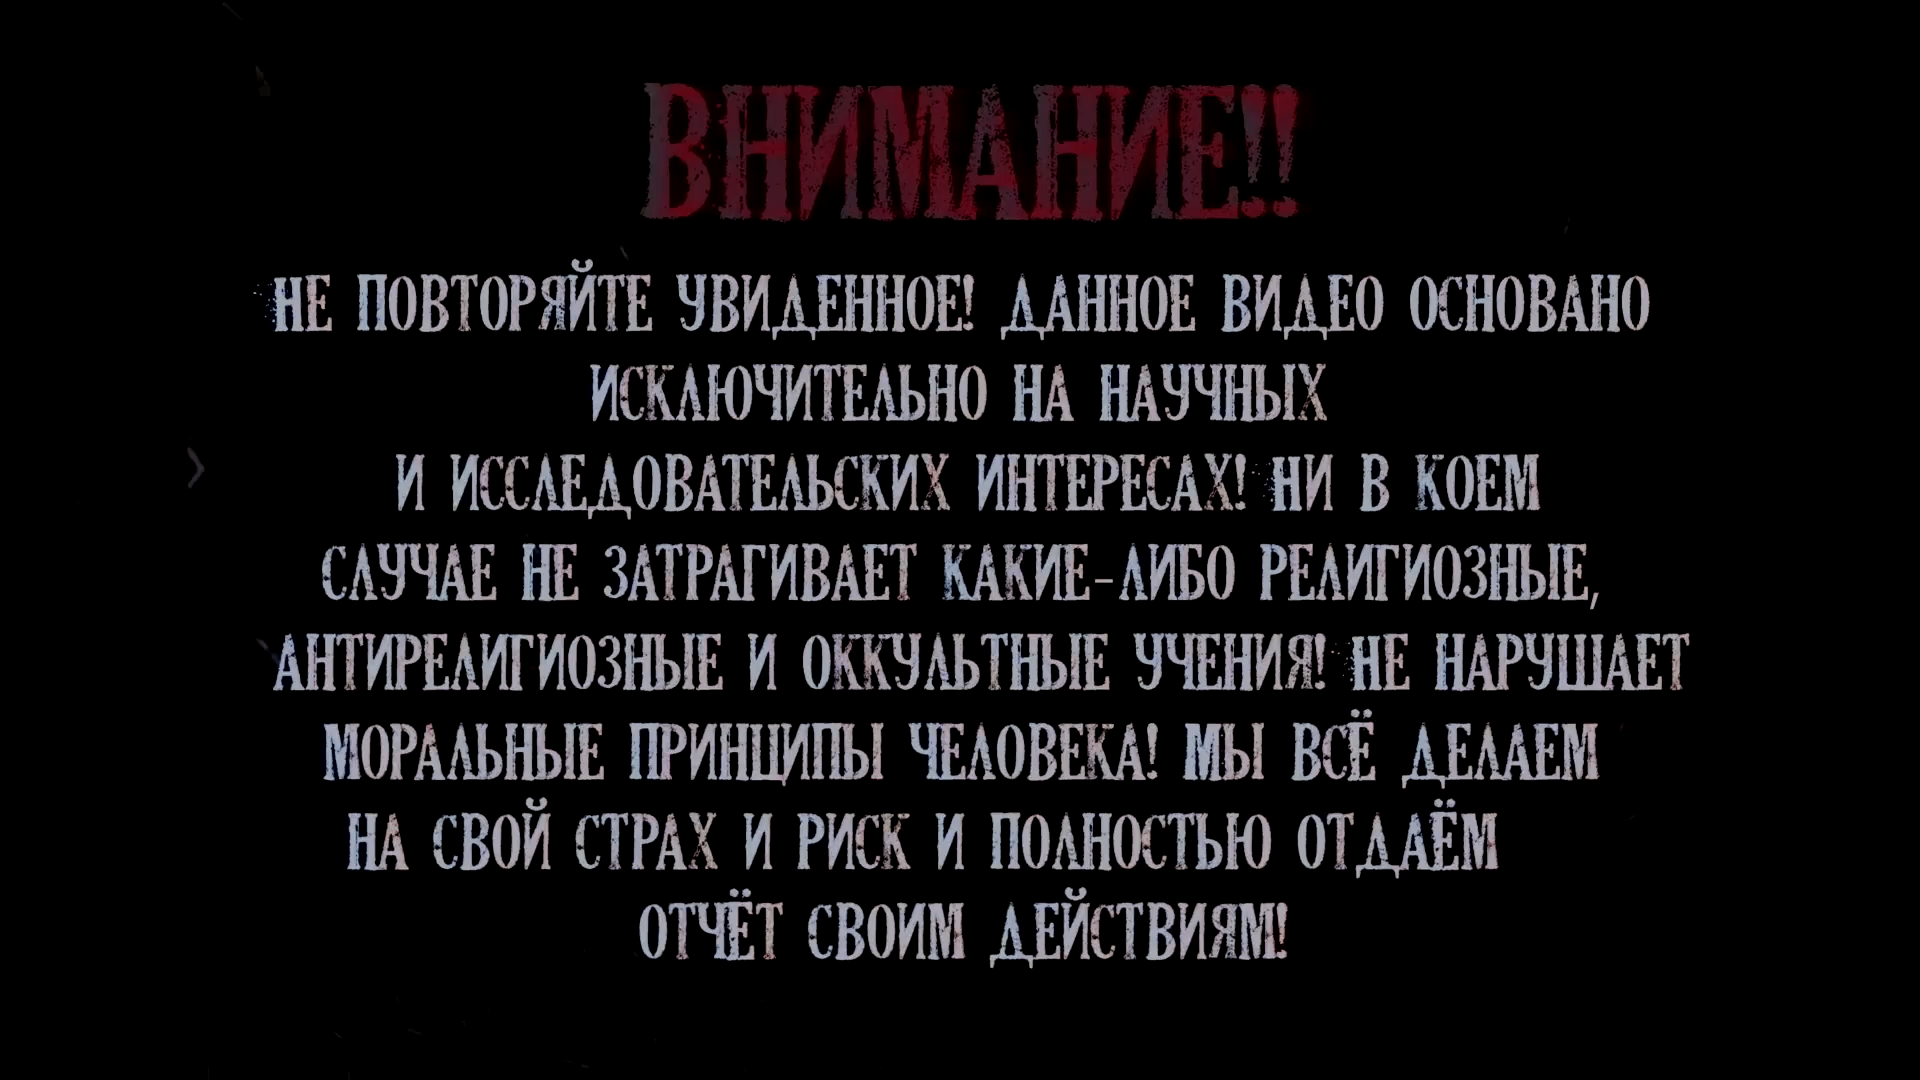 ВНИМАНИЕ!!
НЕ ПОВТОРЯЙТЕ УВИДЕННОЕ! ДАННОЕ ВИДЕО ОСНОВАНО
ИСКЛЮЧИТЕЛЬНО НА НАУЧНЫХ
И ИССЛЕДОВАТЕЛЬСКИХ ИНТЕРЕСАХ! НИ В КОЕМ
СЛУЧАЕ НЕ ЗАТРАГИВАЕТ КАКИЕ-ЛИБО РЕЛИГИОЗНЫЕ,
АНТИРЕЛИГИОЗНЫЕ И ОККУЛЬТНЫЕ УЧЕНИЯ! НЕ НАРУШАЕТ
МОРАЛЬНЫЕ ПРИНЦИПЫ ЧЕЛОВЕКА! МЫ ВСЁ ДЕЛАЕМ
НА СВОЙ СТРАХ И РИСК И ПОЛНОСТЬЮ ОТДАЁМ
ОТЧЁТ СВОИМ ДЕЙСТВИЯМ!